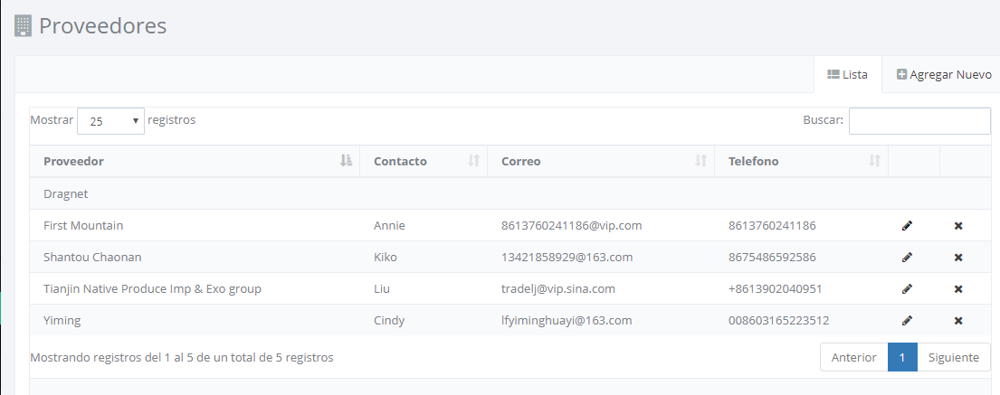 Proveedores
Lista Agregar Nuevo
Mostrar 25 registros Buscar:
Proveedor Contacto Correo Telefono
Dragnet
First Mountain Annie 8613760241186@vip.com 8613760241186
Shantou Chaonan Kiko 13421858929@163.com 8675486592586
Tianjin Native Produce Imp & Exo group Liu tradelj@vip.sina.com +8613902040951
Yiming Cindy lfyiminghuayi@163.com 008603165223512
Mostrando registros del 1 al 5 de un total de 5 registros Anterior 1 Siguiente